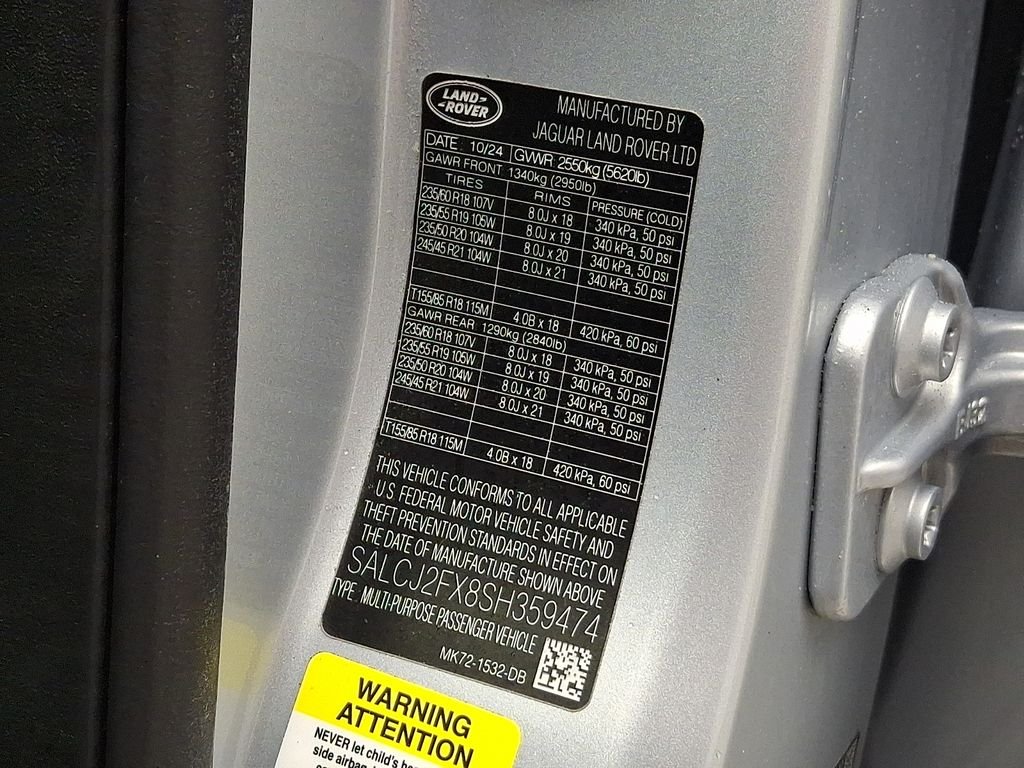 LAND-
-ROVER
MANUFACTURED BY
JAGUAR LAND ROVER LTD
DATE 10/24 GVWR 2550kg (5620lb)
GAWR FRONT 1340kg (2950lb)
TIRES RIMS PRESSURE (COLD)
235/60 R18 107V 8.0J x 18 340 kPa, 50 psi
235/55 R19 105W 8.0J x 19 340 kPa, 50 psi
235/50 R20 104W 8.0J x 20 340 kPa, 50 psi
245/45 R21 104W 8.0J x 21 340 kPa, 50 psi
T155/85 R18 115M 4.0B x 18 420 kPa, 60 psi
GAWR REAR 1290kg (2840lb)
235/60 R18 107V 8.0J x 18 340 kPa, 50 psi
235/55 R19 105W 8.0J x 19 340 kPa, 50 psi
235/50 R20 104W 8.0J x 20 340 kPa, 50 psi
245/45 R21 104W 8.0J x 21 340 kPa, 50 psi
T155/85 R18 115M 4.0B x 18 420 kPa, 60 psi
THIS VEHICLE CONFORMS TO ALL APPLICABLE
U.S. FEDERAL MOTOR VEHICLE SAFETY AND
THEFT PREVENTION STANDARDS IN EFFECT ON
THE DATE OF MANUFACTURE SHOWN ABOVE
SALCJ2FX8SH359474
TYPE MULTI-PURPOSE PASSENGER VEHICLE
MK72-1532-DB
WARNING
ATTENTION
NEVER let child's
side airbag